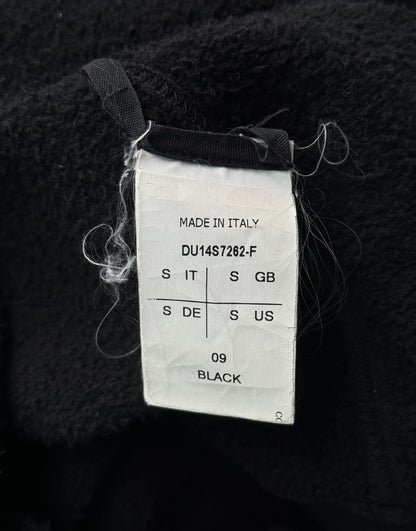 MADE IN ITALY
DU14S7262-F
S IT S GB
S DE S US
09
BLACK